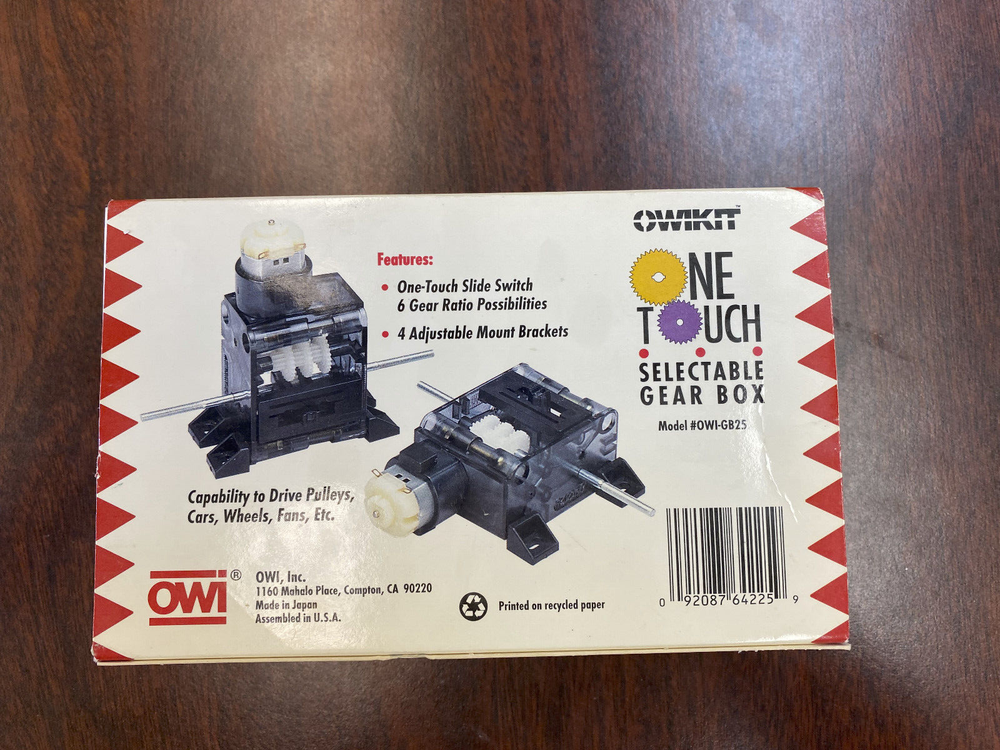 OWIKIT™
ONE
TOUCH
SELECTABLE
GEAR BOX
Model #OWI-GB25
Features:
• One-Touch Slide Switch
6 Gear Ratio Possibilities
• 4 Adjustable Mount Brackets
Capability to Drive Pulleys,
Cars, Wheels, Fans, Etc.
OWI®
OWI, Inc.
1160 Mahalo Place, Compton, CA 90220
Made in Japan
Assembled in U.S.A.
Printed on recycled paper
0 92087 64225 9